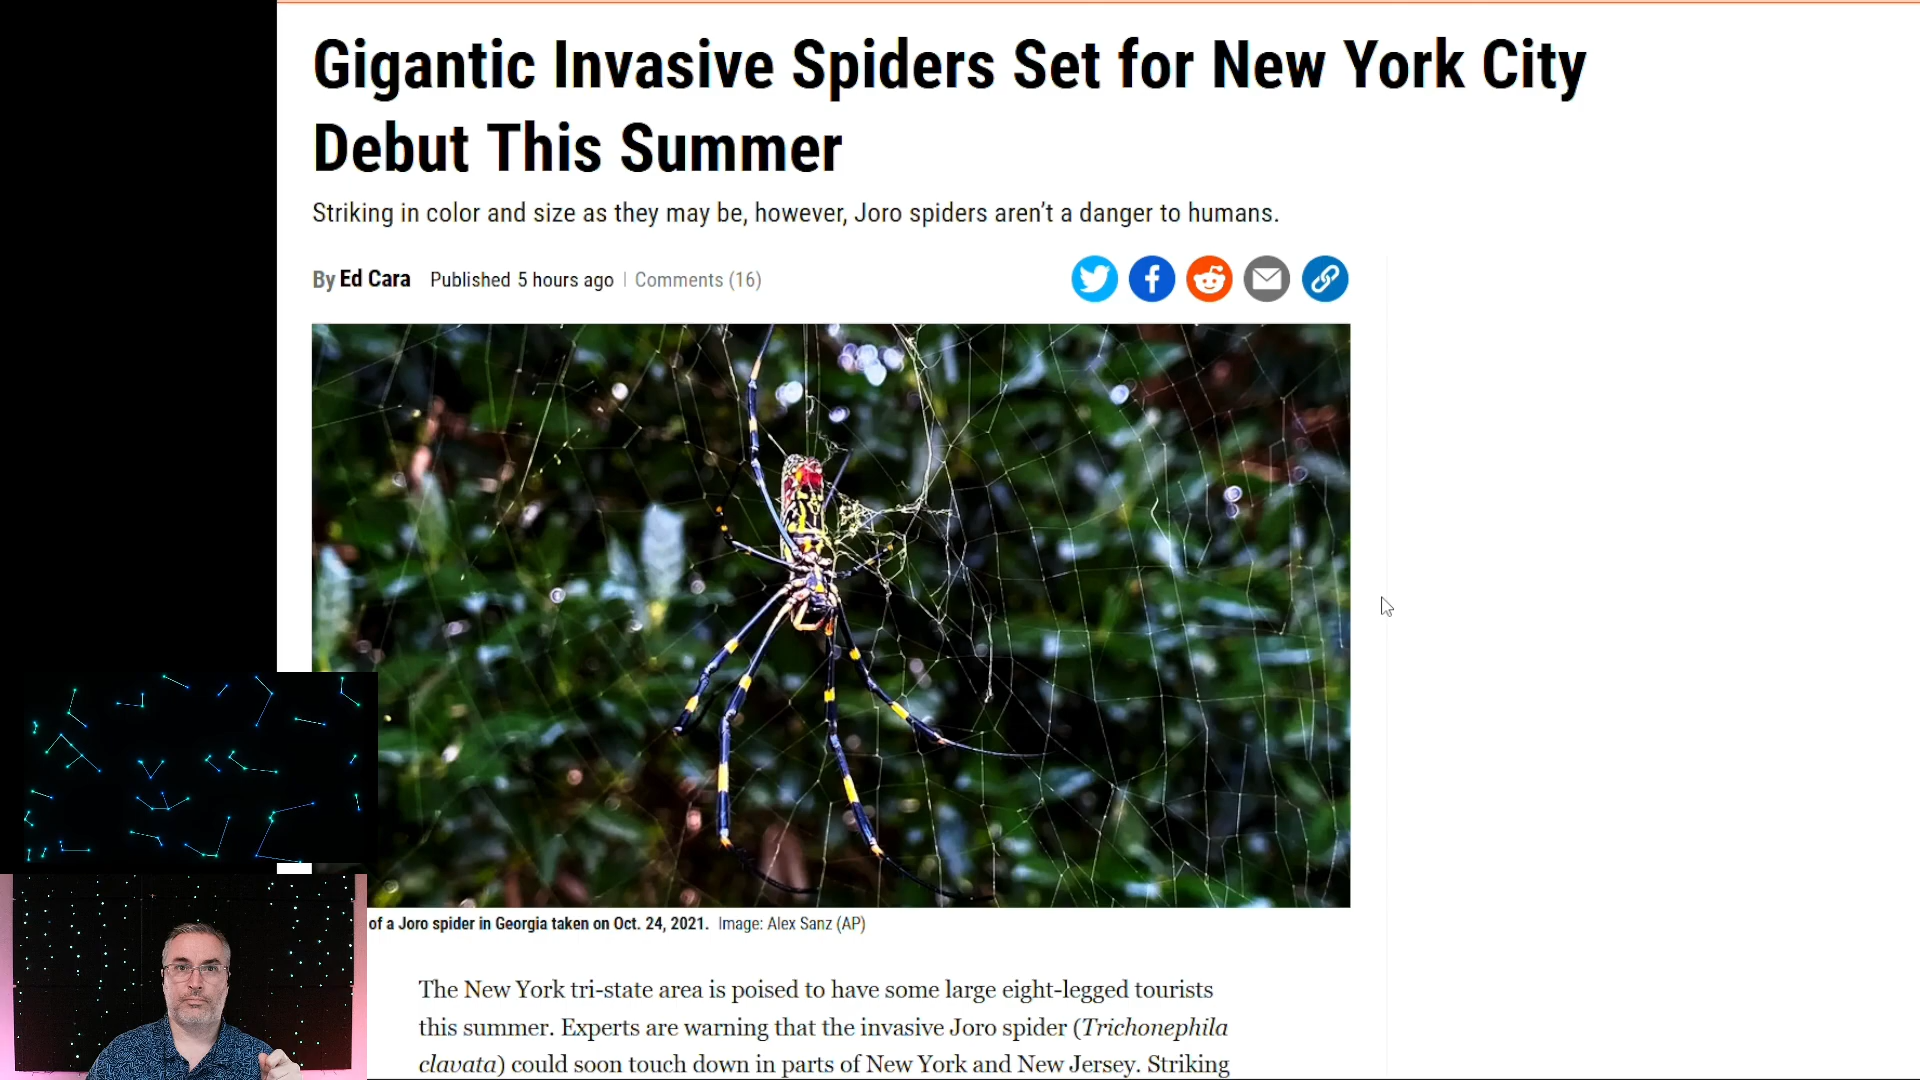 Gigantic Invasive Spiders Set for New York City
Debut This Summer
Striking in color and size as they may be, however, Joro spiders aren't a danger to humans.
By Ed Cara Published 5 hours ago | Comments (16)
of a Joro spider in Georgia taken on Oct. 24, 2021. Image: Alex Sanz (AP)
The New York tri-state area is poised to have some large eight-legged tourists
this summer. Experts are warning that the invasive Joro spider (Trichonephila
clavata) could soon touch down in parts of New York and New Jersey. Striking